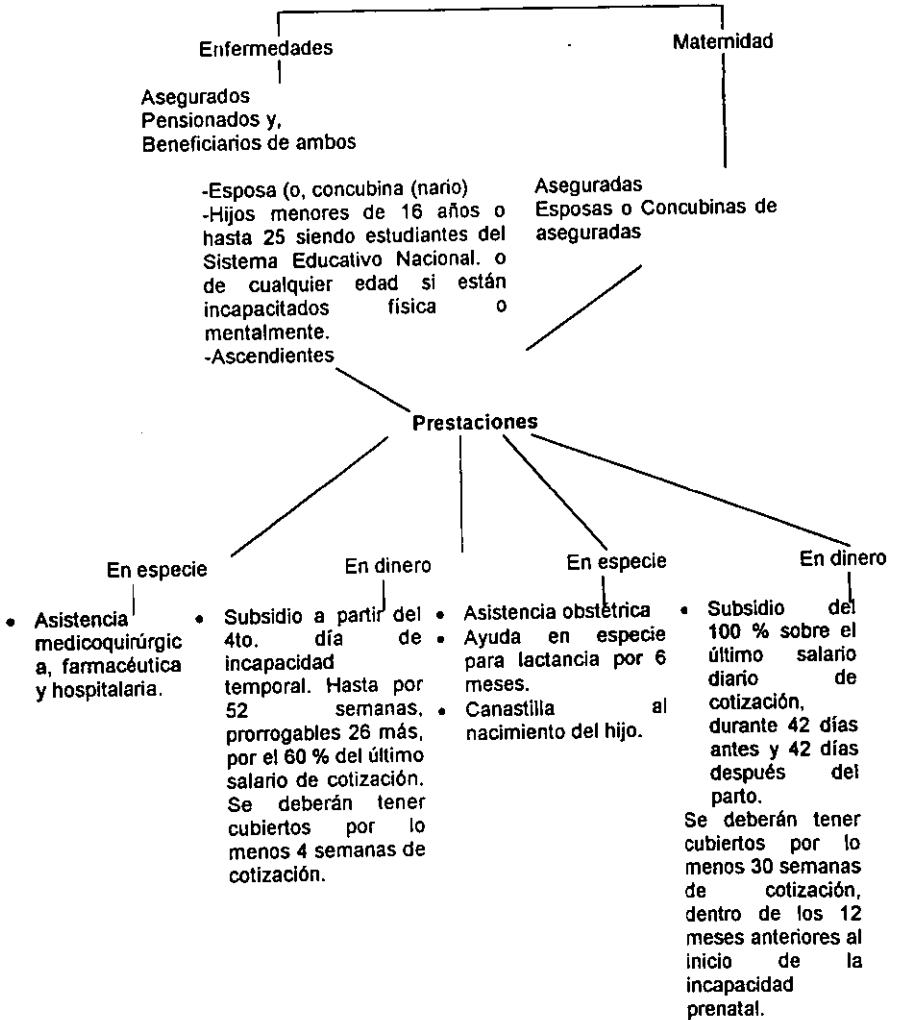 Enfermedades
Maternidad
Asegurados
Pensionados y,
Beneficiarios de ambos
-Esposa (o, concubina (nario)
-Hijos menores de 16 años o
hasta 25 siendo estudiantes del
Sistema Educativo Nacional. o
de cualquier edad si están
incapacitados física o
mentalmente.
-Ascendientes
Aseguradas
Esposas o Concubinas de
aseguradas
Prestaciones
En especie
• Asistencia
medicoquirúrgic
a, farmacéutica
y hospitalaria.
En dinero
• Subsidio a partir del
4to. día de
incapacidad
temporal. Hasta por
52 semanas,
prorrogables 26 más,
por el 60 % del último
salario de cotización.
Se deberán tener
cubiertos por lo
menos 4 semanas de
cotización.
En especie
• Asistencia obstétrica
• Ayuda en especie
para lactancia por 6
meses.
• Canastilla al
nacimiento del hijo.
En dinero
• Subsidio del
100 % sobre el
último salario
diario de
cotización,
durante 42 días
antes y 42 días
después del
parto.
Se deberán tener
cubiertos por lo
menos 30 semanas
de cotización,
dentro de los 12
meses anteriores al
inicio de la
incapacidad
prenatal.